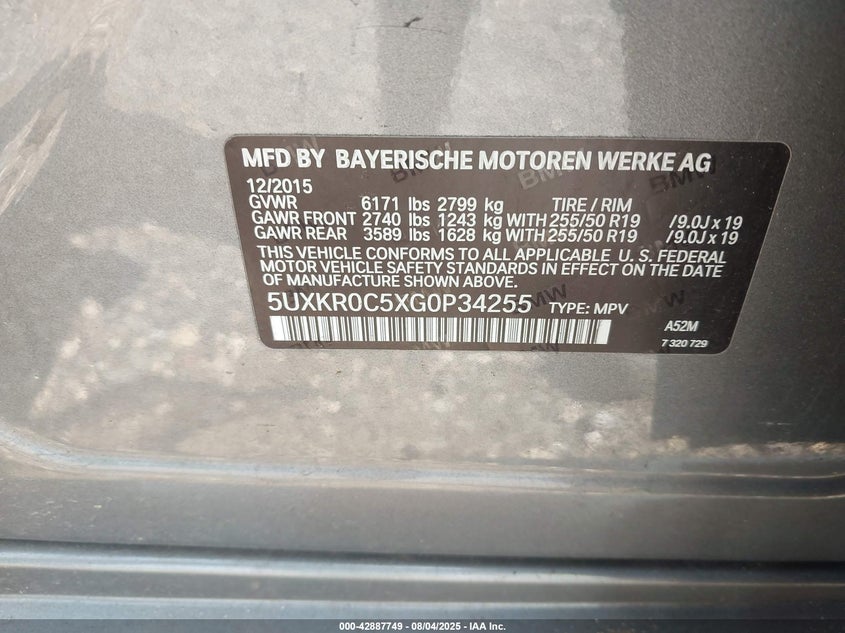 MFD BY BAYERISCHE MOTOREN WERKE AG
12/2015
GVWR 6171 lbs 2799 kg TIRE / RIM
GAWR FRONT 2740 lbs 1243 kg WITH 255/50 R19 /9.0J x 19
GAWR REAR 3589 lbs 1628 kg WITH 255/50 R19 /9.0J x 19
THIS VEHICLE CONFORMS TO ALL APPLICABLE U. S. FEDERAL
MOTOR VEHICLE SAFETY STANDARDS IN EFFECT ON THE DATE
OF MANUFACTURE SHOWN ABOVE.
5UXKR0C5XG0P34255 TYPE: MPV
A52M
7 320 729
000-42887749 - 08/04/2025 - IAA Inc.